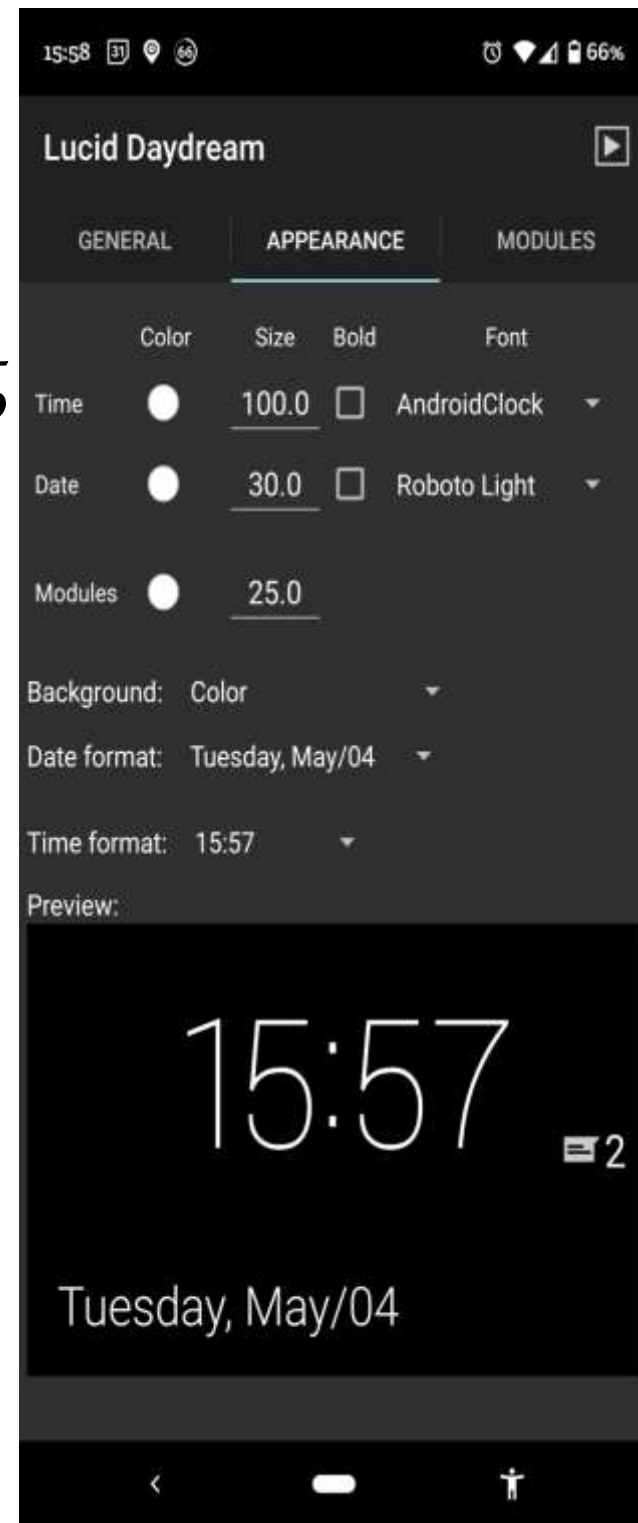 15:58 31 66 66%
Lucid Daydream
GENERAL APPEARANCE MODULES
Color Size Bold Font
Time 100.0 AndroidClock
Date 30.0 Roboto Light
Modules 25.0
Background: Color
Date format: Tuesday, May/04
Time format: 15:57
Preview:
15:57
2
Tuesday, May/04